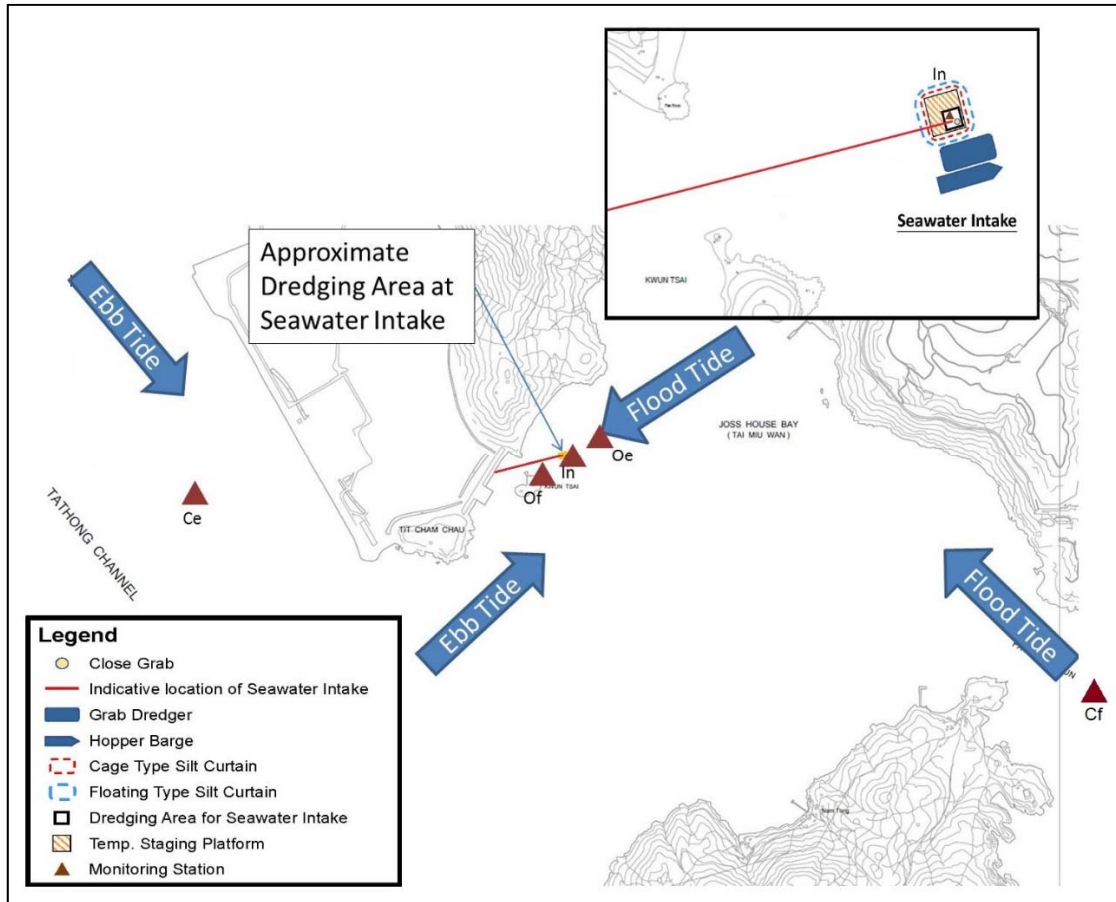 In
Seawater Intake
Approximate
Dredging Area at
Seawater Intake
KWUN TSAI
Ebb Tide
Flood Tide
JOSS HOUSE BAY
( TAI MIU WAN )
Oe
In
Of
KWUN TSAI
Ce
TIT CHAM CHAU
TATHONG CHANNEL
Ebb Tide
Flood Tide
Cf
Legend
Close Grab
Indicative location of Seawater Intake
Grab Dredger
Hopper Barge
Cage Type Silt Curtain
Floating Type Silt Curtain
Dredging Area for Seawater Intake
Temp. Staging Platform
Monitoring Station